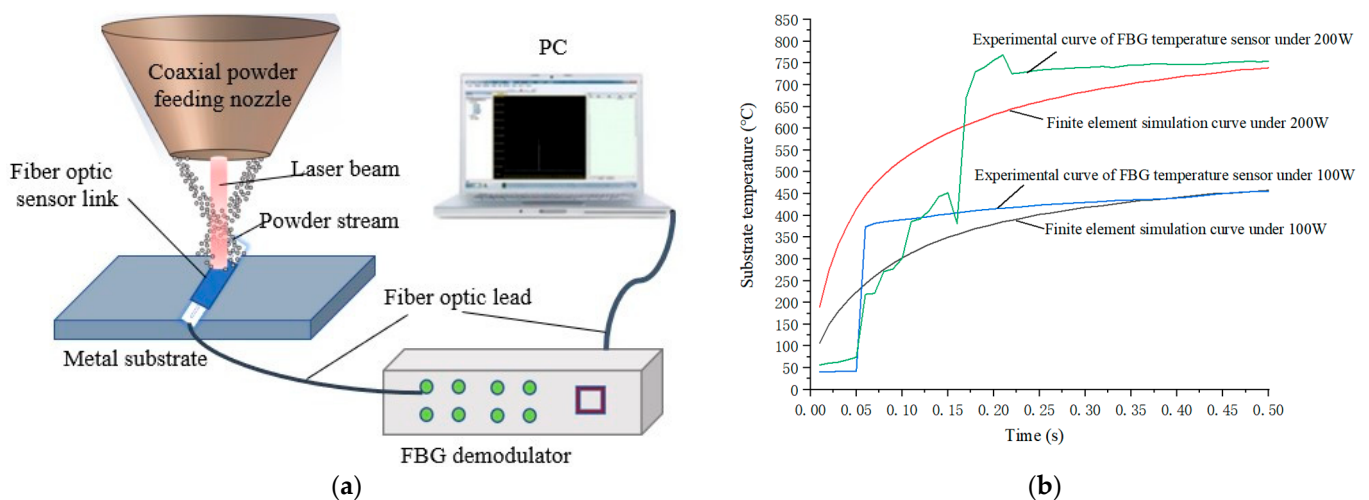 Coaxial powder
feeding nozzle
PC
Laser beam
Fiber optic
sensor link
Powder stream
Fiber optic lead
Metal substrate
FBG demodulator
(a)
Substrate temperature (°C)
850
800
750
700
650
600
550
500
450
400
350
300
250
200
150
100
50
0
Experimental curve of FBG temperature sensor under 200W
Finite element simulation curve under 200W
Experimental curve of FBG temperature sensor under 100W
Finite element simulation curve under 100W
0.00 0.05 0.10 0.15 0.20 0.25 0.30 0.35 0.40 0.45 0.50
Time (s)
(b)